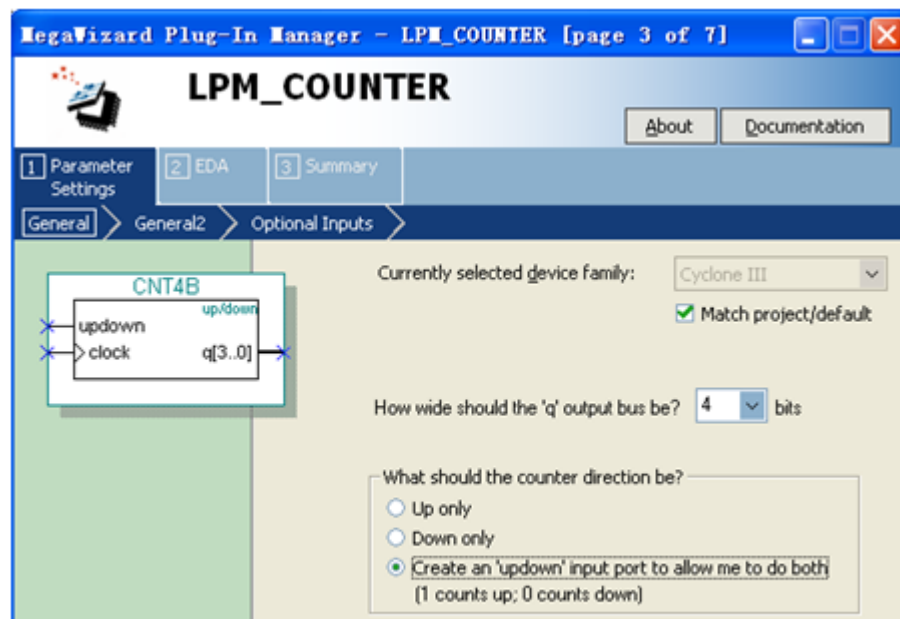 MegaWizard Plug-In Manager - LPM_COUNTER [page 3 of 7]
LPM_COUNTER
About
Documentation
1 Parameter Settings
2 EDA
3 Summary
General
General2
Optional Inputs
CNT4B
up/down
updown
clock
q[3..0]
Currently selected device family:
Cyclone III
Match project/default
How wide should the 'q' output bus be? 4 bits
What should the counter direction be?
Up only
Down only
Create an 'updown' input port to allow me to do both
(1 counts up; 0 counts down)